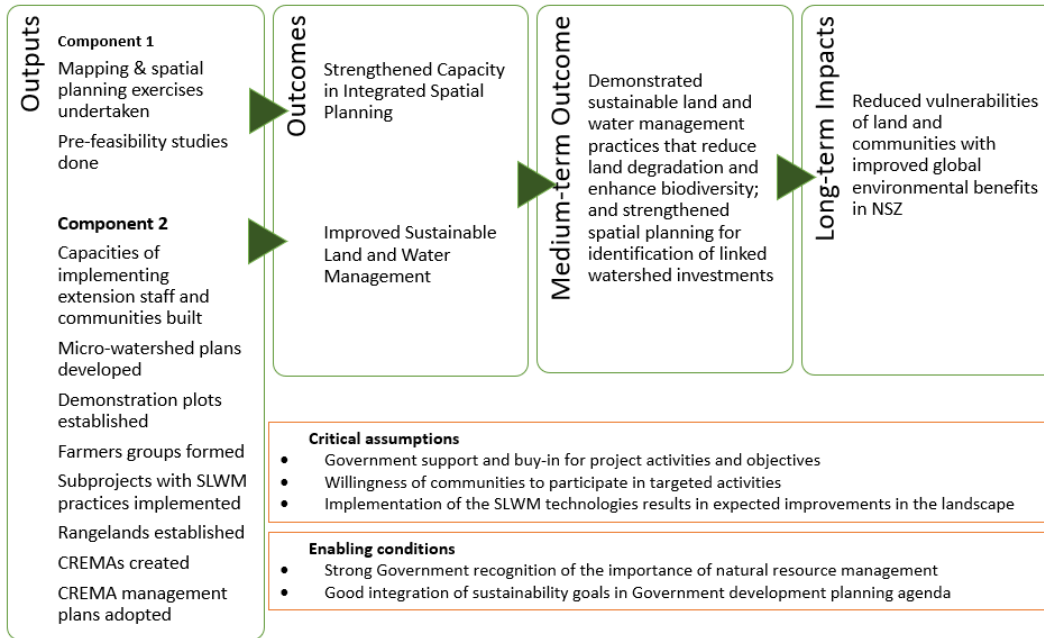 Outputs
Component 1
Mapping & spatial
planning exercises
undertaken
Pre-feasibility studies
done
Component 2
Capacities of
implementing
extension staff and
communities built
Micro-watershed plans
developed
Demonstration plots
established
Farmers groups formed
Subprojects with SLWM
practices implemented
Rangelands established
CREMAs created
CREMA management
plans adopted
Outcomes
Strengthened Capacity
in Integrated Spatial
Planning
Improved Sustainable
Land and Water
Management
Medium-term Outcome
Demonstrated
sustainable land and
water management
practices that reduce
land degradation and
enhance biodiversity;
and strengthened
spatial planning for
identification of linked
watershed investments
Long-term Impacts
Reduced vulnerabilities
of land and
communities with
improved global
environmental benefits
in NSZ
Critical assumptions
• Government support and buy-in for project activities and objectives
• Willingness of communities to participate in targeted activities
• Implementation of the SLWM technologies results in expected improvements in the landscape
Enabling conditions
• Strong Government recognition of the importance of natural resource management
• Good integration of sustainability goals in Government development planning agenda